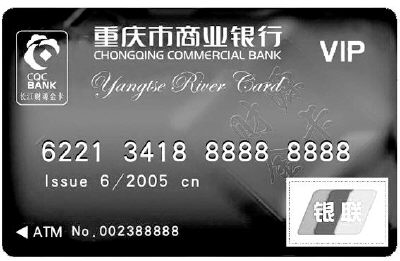 重庆市商业银行
CHONGQING COMMERCIAL BANK
VIP
CQC
BANK
长江财源金卡
Yangtse River Card
6221 3418 8888 8888
Issue 6/2005 cn
银联
ATM No.002388888